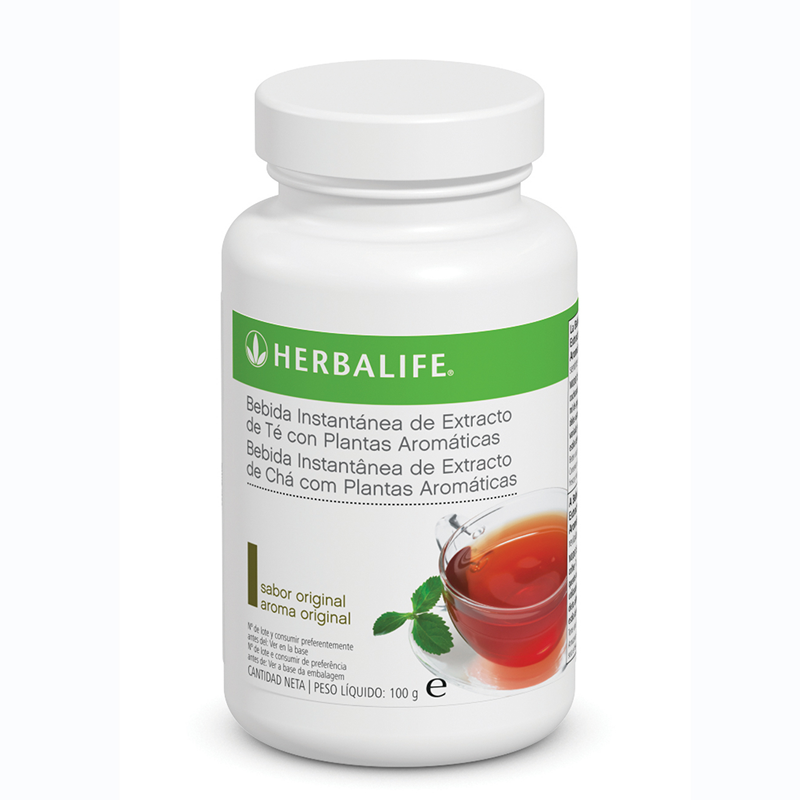 HERBALIFE®
Bebida Instantánea de Extracto
de Té con Plantas Aromáticas
Bebida Instantânea de Extracto
de Chá com Plantas Aromáticas
sabor original
aroma original
Nº de lote y consumir preferentemente
antes del: Ver en la base
Nº de lote e consumir de preferência
antes de: Ver a base da embalagem
CANTIDAD NETA | PESO LÍQUIDO: 100 g ℮